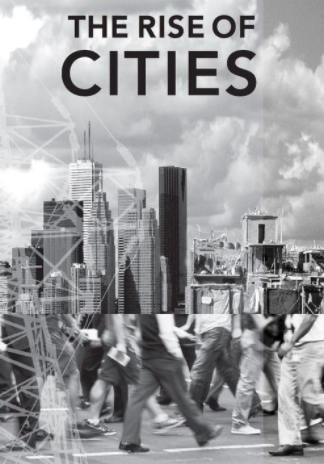 THE RISE OF
CITIES